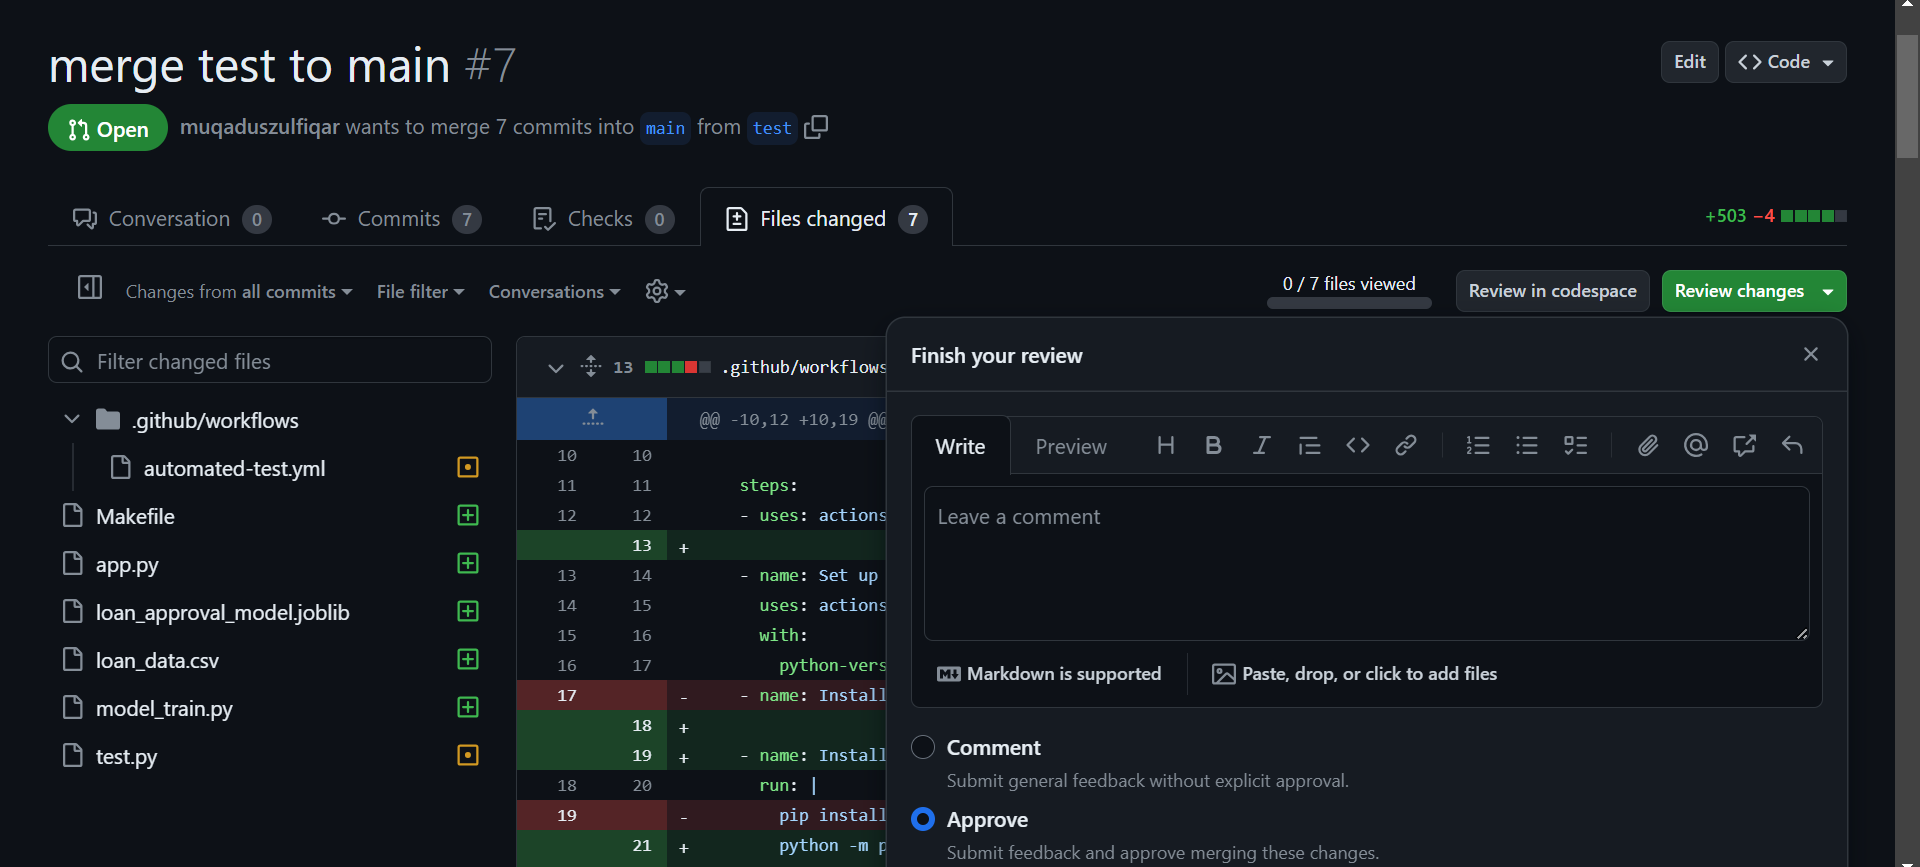 merge test to main #7
Edit
<> Code
Open
muqaduszulfiqar wants to merge 7 commits into main from test
Conversation 0
Commits 7
Checks 0
Files changed 7
+503 −4
Changes from all commits
File filter
Conversations
0 / 7 files viewed
Review in codespace
Review changes
Filter changed files
.github/workflows
automated-test.yml
Makefile
app.py
loan_approval_model.joblib
loan_data.csv
model_train.py
test.py
13 .github/workflows
@@ -10,12 +10,19 @@
10 10
11 11 steps:
12 12 - uses: actions
13 +
13 14 - name: Set up
14 15 uses: actions
15 16 with:
16 17 python-vers
17 - - name: Install
18 +
19 + - name: Install
18 20 run: |
19 - pip install
21 + python -m p
Finish your review
Write
Preview
Leave a comment
Markdown is supported
Paste, drop, or click to add files
Comment
Submit general feedback without explicit approval.
Approve
Submit feedback and approve merging these changes.